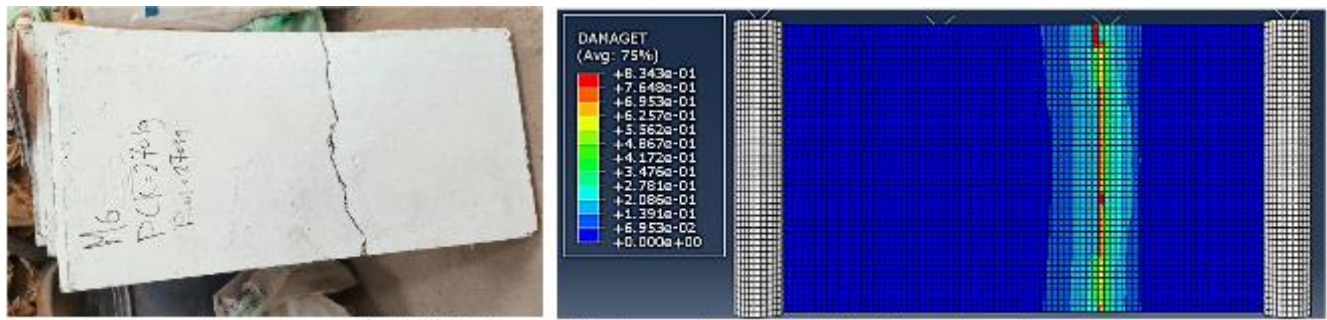 M6
DAMAGET
(Avg: 75%)
+8.343e-01
+7.648e-01
+6.953e-01
+6.257e-01
+5.562e-01
+4.867e-01
+4.172e-01
+3.476e-01
+2.781e-01
+2.086e-01
+1.391e-01
+6.953e-02
+0.000e+00